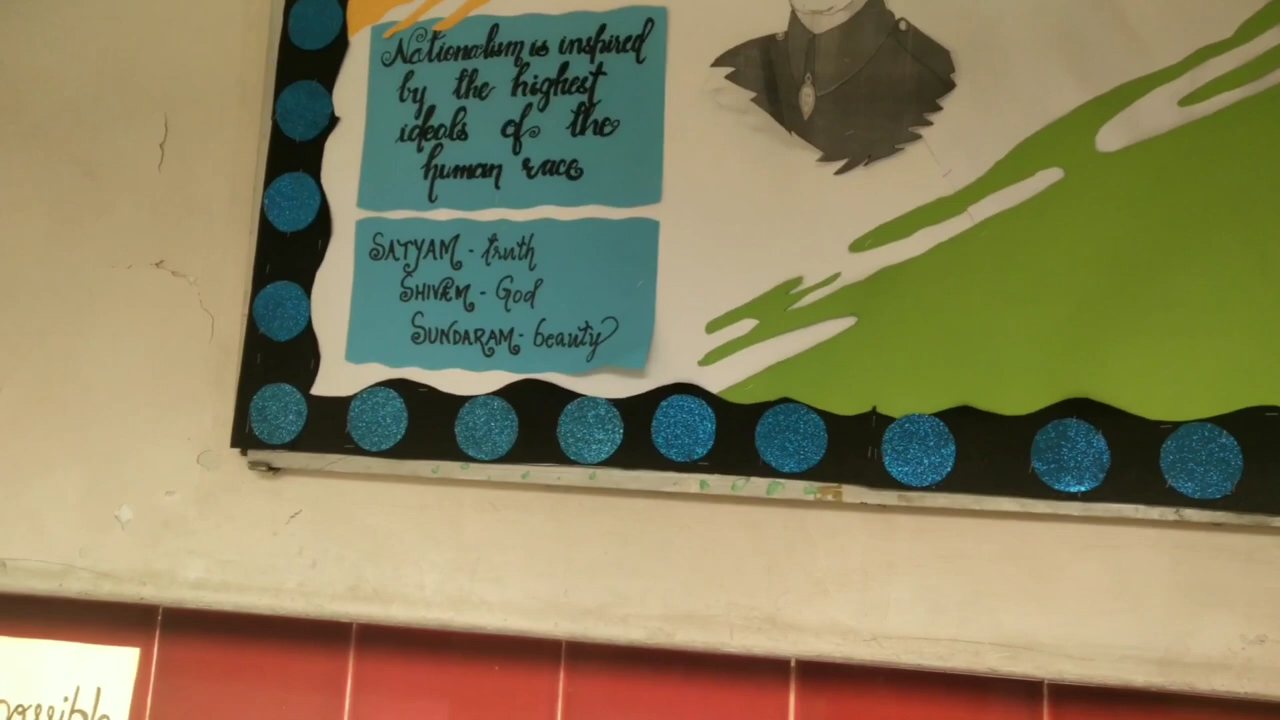 Nationalism is inspired
by the highest
ideals of the
human race
SATYAM - truth
SHIVAM - God
SUNDARAM - beauty